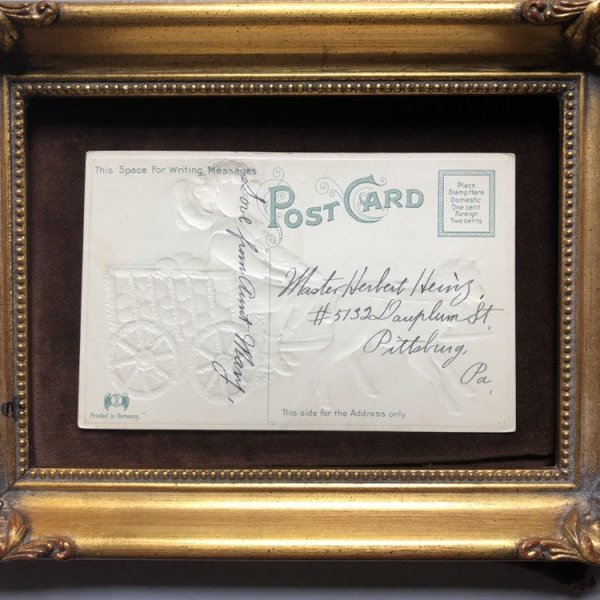 This Space For Writing Messages
POST CARD
Place
Stamp Here
Domestic
One cent
Foreign
Two cents
Love from Aunt Mary,
Master Herbert Heinz,
#5132 Dauphin St.
Pittsburg,
Pa.
Printed in Germany.
This side for the Address only.